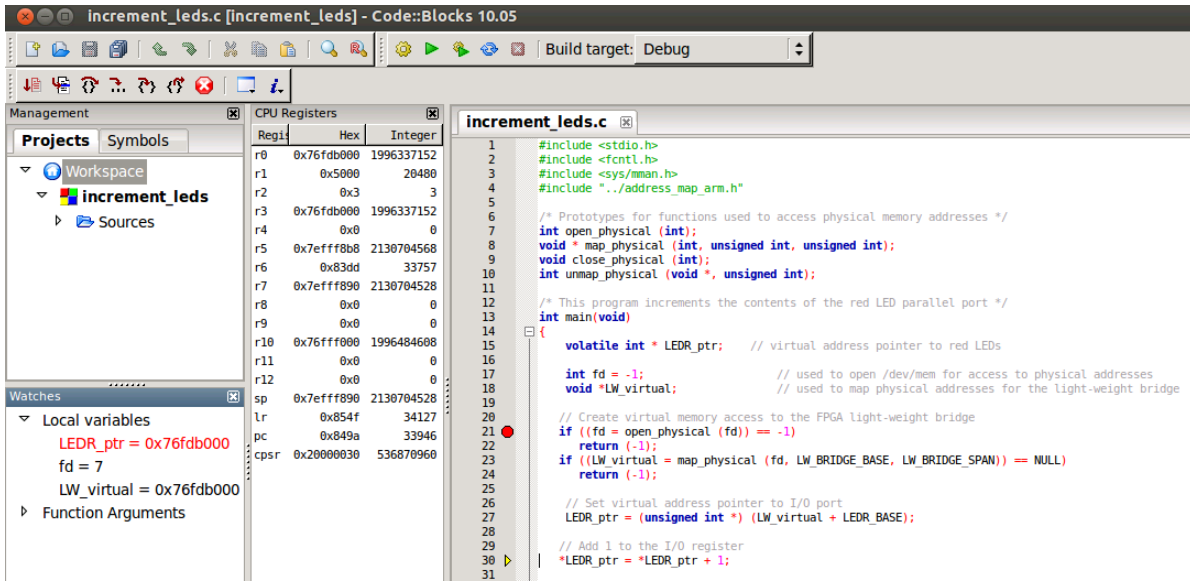 increment_leds.c [increment_leds] - Code::Blocks 10.05
Build target: Debug
Management
Projects Symbols
Workspace
increment_leds
Sources
Watches
Local variables
LEDR_ptr = 0x76fdb000
fd = 7
LW_virtual = 0x76fdb000
Function Arguments
CPU Registers
Regis Hex Integer
r0 0x76fdb000 1996337152
r1 0x5000 20480
r2 0x3 3
r3 0x76fdb000 1996337152
r4 0x0 0
r5 0x7efff8b8 2130704568
r6 0x83dd 33757
r7 0x7efff890 2130704528
r8 0x0 0
r9 0x0 0
r10 0x76fff000 1996484608
r11 0x0 0
r12 0x0 0
sp 0x7efff890 2130704528
lr 0x854f 34127
pc 0x849a 33946
cpsr 0x20000030 536870960
increment_leds.c
1 #include <stdio.h>
2 #include <fcntl.h>
3 #include <sys/mman.h>
4 #include "../address_map_arm.h"
5
6 /* Prototypes for functions used to access physical memory addresses */
7 int open_physical (int);
8 void * map_physical (int, unsigned int, unsigned int);
9 void close_physical (int);
10 int unmap_physical (void *, unsigned int);
11
12 /* This program increments the contents of the red LED parallel port */
13 int main(void)
14 {
15 volatile int * LEDR_ptr; // virtual address pointer to red LEDs
16
17 int fd = -1; // used to open /dev/mem for access to physical addresses
18 void *LW_virtual; // used to map physical addresses for the light-weight bridge
19
20 // Create virtual memory access to the FPGA light-weight bridge
21 if ((fd = open_physical (fd)) == -1)
22 return (-1);
23 if ((LW_virtual = map_physical (fd, LW_BRIDGE_BASE, LW_BRIDGE_SPAN)) == NULL)
24 return (-1);
25
26 // Set virtual address pointer to I/O port
27 LEDR_ptr = (unsigned int *) (LW_virtual + LEDR_BASE);
28
29 // Add 1 to the I/O register
30 *LEDR_ptr = *LEDR_ptr + 1;
31